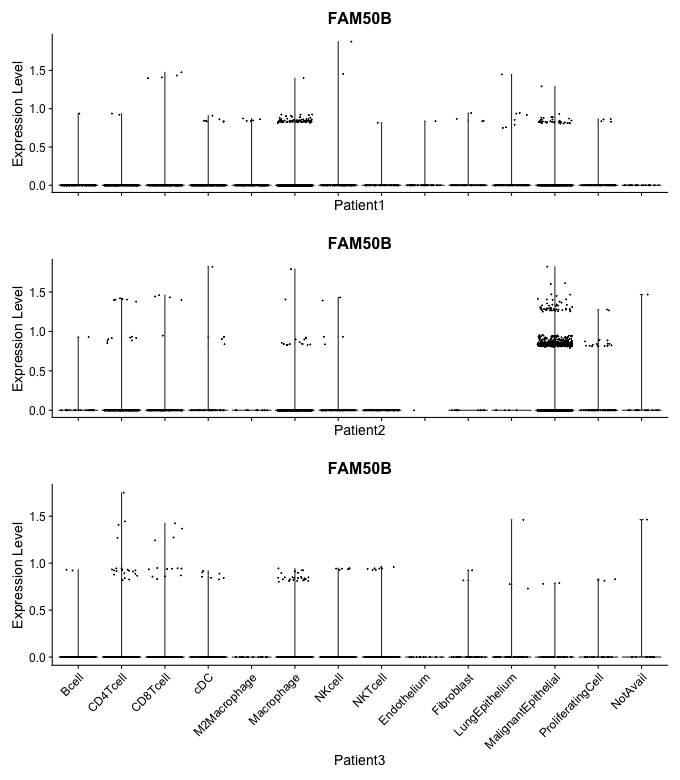 FAM50B
Expression Level
1.5
1.0
0.5
0.0
Patient1
FAM50B
Expression Level
1.5
1.0
0.5
0.0
Patient2
FAM50B
Expression Level
1.5
1.0
0.5
0.0
Bcell
CD4Tcell
CD8Tcell
cDC
M2Macrophage
Macrophage
NKcell
NKTcell
Endothelium
Fibroblast
LungEpithelium
MalignantEpithelial
ProliferatingCell
NotAvail
Patient3